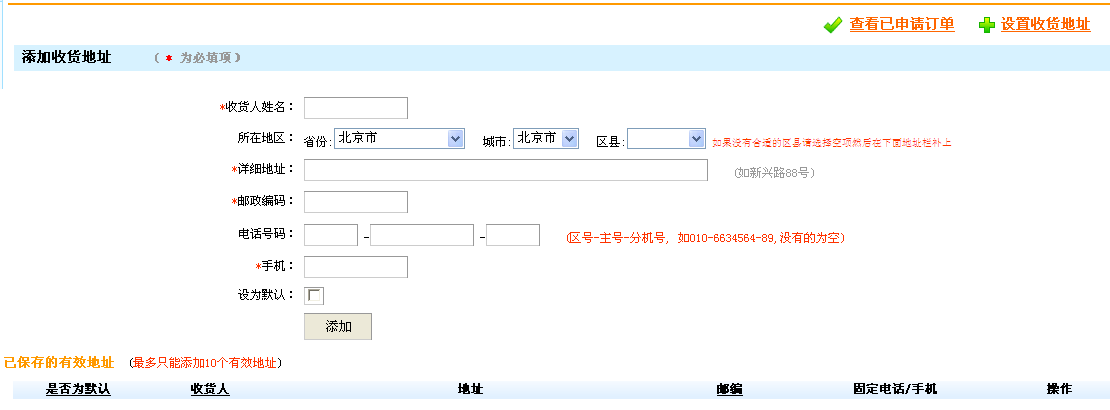 查看已申请订单 设置收货地址
添加收货地址 ( * 为必填项 )
*收货人姓名：
所在地区： 省份: 北京市 城市: 北京市 区县: 如果没有合适的区县请选择空项然后在下面地址栏补上
*详细地址： (如新兴路88号)
*邮政编码：
电话号码： - - (区号-主号-分机号, 如010-6634564-89,没有的为空)
*手机：
设为默认：
添加
已保存的有效地址 (最多只能添加10个有效地址)
是否为默认 收货人 地址 邮编 固定电话/手机 操作